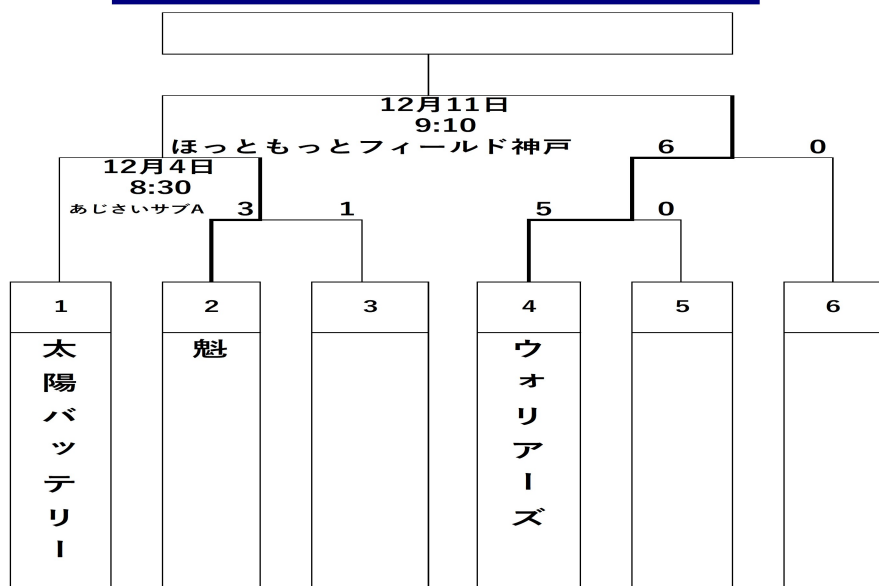 12月11日
9:10
ほっともっとフィールド神戸
6
0
12月4日
8:30
あじさいサブA
3
1
5
0
1
2
3
4
5
6
太陽バッテリー
魁
ウォリアーズ